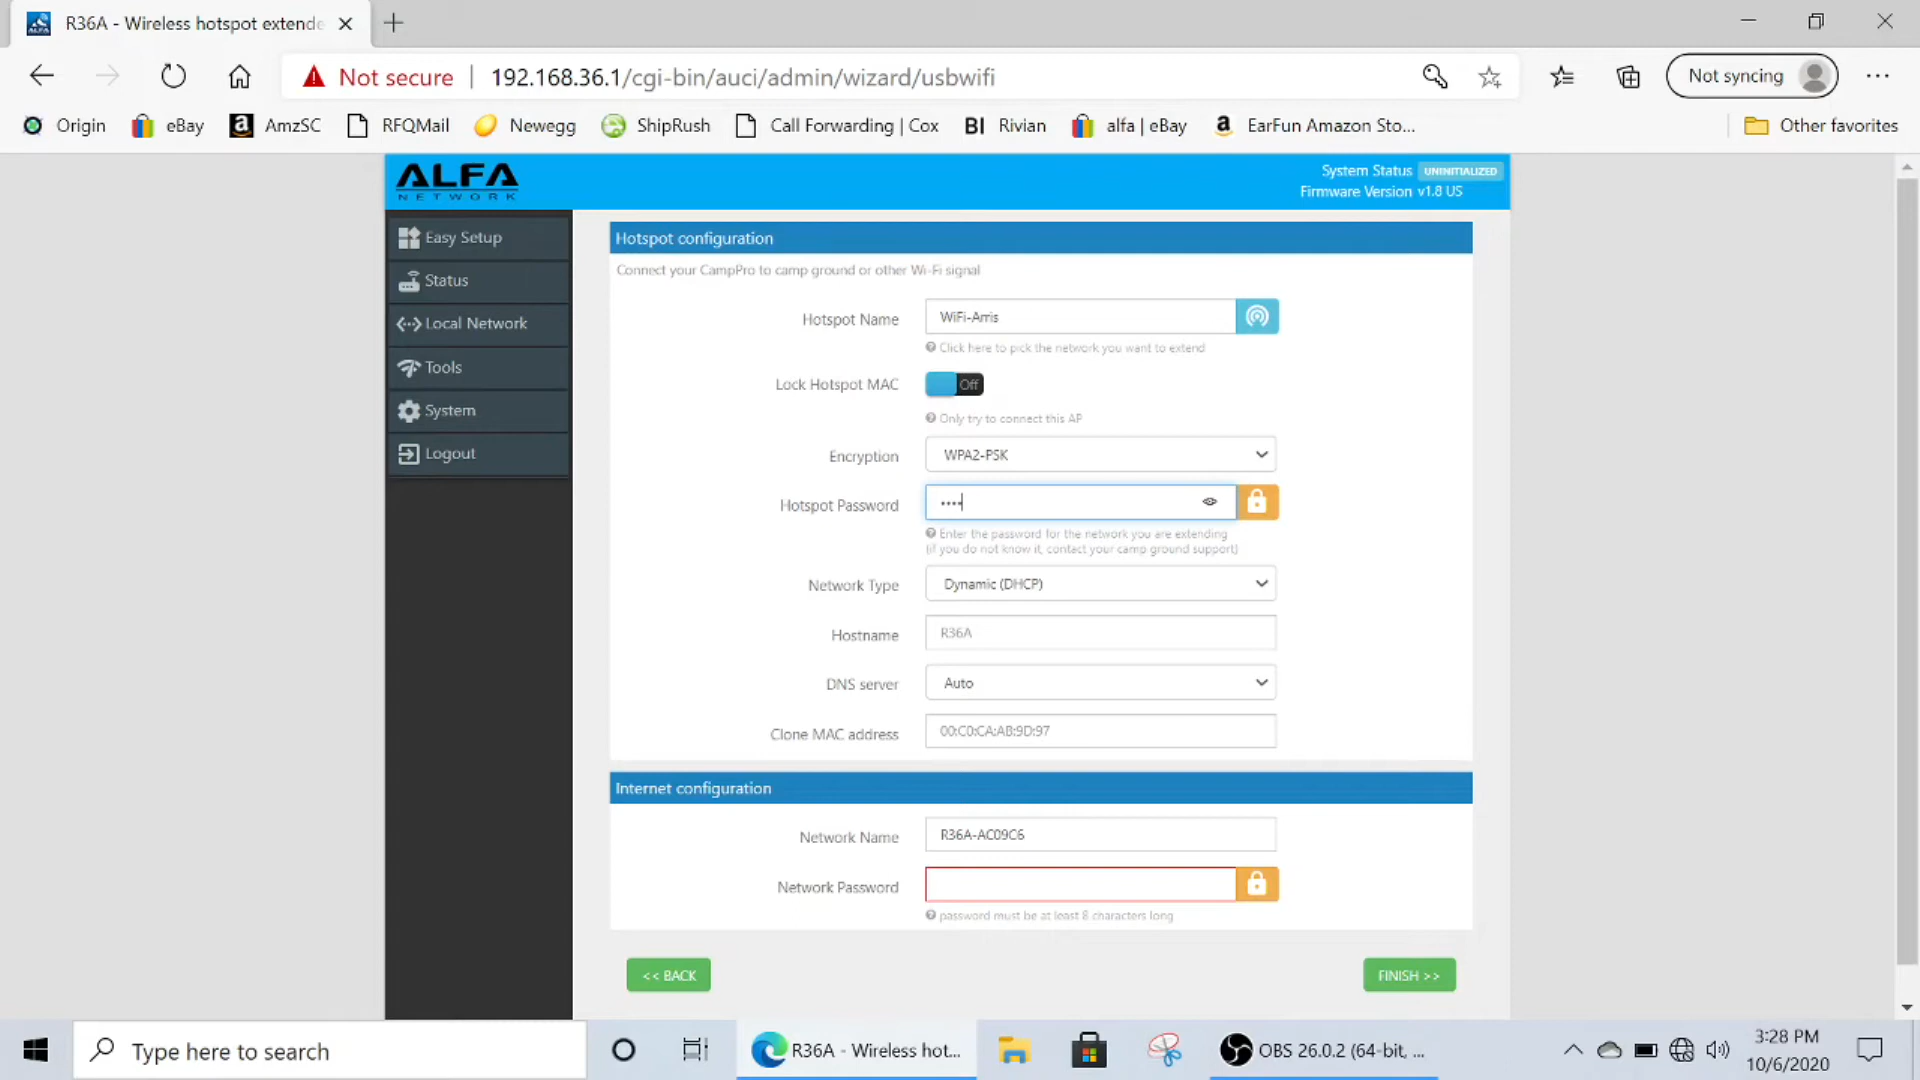 R36A - Wireless hotspot extende
Not secure
192.168.36.1/cgi-bin/auci/admin/wizard/usbwifi
Not syncing
Origin
eBay
AmzSC
RFQMail
Newegg
ShipRush
Call Forwarding | Cox
BI Rivian
alfa | eBay
EarFun Amazon Sto...
Other favorites
ALFA
NETWORK
System Status UNINITIALIZED
Firmware Version v1.8 US
Easy Setup
Status
Local Network
Tools
System
Logout
Hotspot configuration
Connect your CampPro to camp ground or other Wi-Fi signal
Hotspot Name WiFi-Arris
Click here to pick the network you want to extend
Lock Hotspot MAC Off
Only try to connect this AP
Encryption WPA2-PSK
Hotspot Password ••••
Enter the password for the network you are extending
(if you do not know it, contact your camp ground support)
Network Type Dynamic (DHCP)
Hostname R36A
DNS server Auto
Clone MAC address 00:C0:CA:AB:9D:97
Internet configuration
Network Name R36A-AC09C6
Network Password
password must be at least 8 characters long
<< BACK
FINISH >>
Type here to search
R36A - Wireless hot...
OBS 26.0.2 (64-bit, ...
3:28 PM
10/6/2020